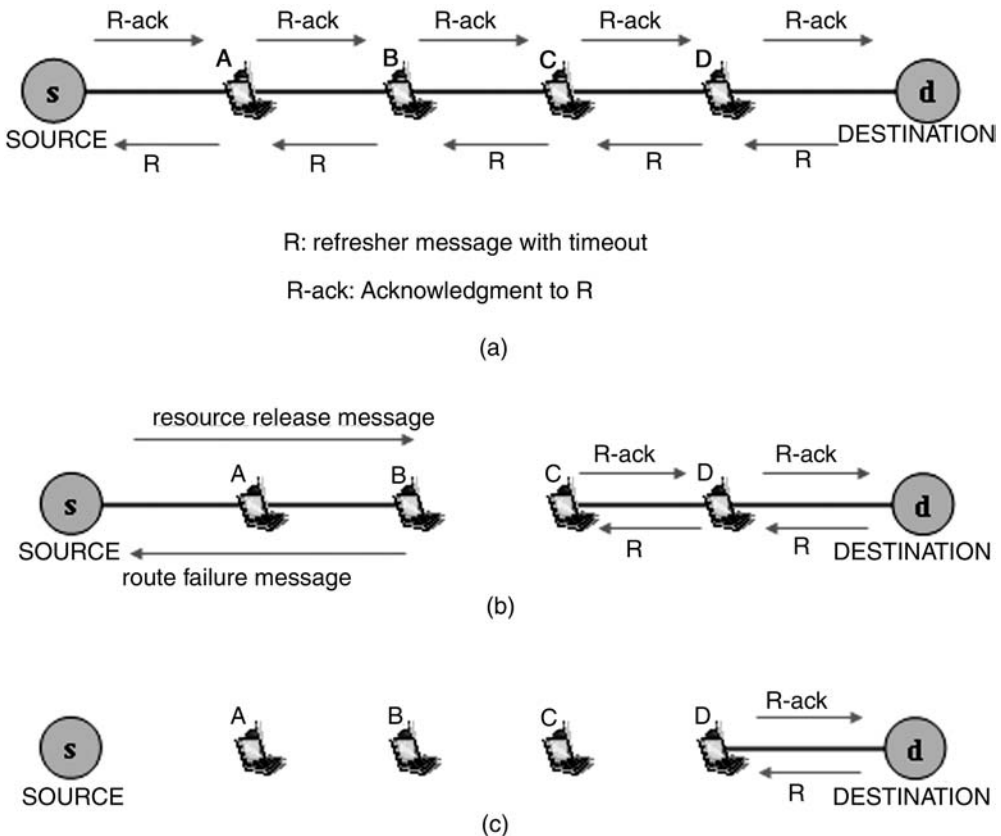 R-ack R-ack R-ack R-ack R-ack
A B C D
s d
SOURCE DESTINATION
R R R R R
R: refresher message with timeout
R-ack: Acknowledgment to R
(a)
resource release message
R-ack R-ack
A B C D
s d
R R
SOURCE DESTINATION
route failure message
(b)
R-ack
A B C D
s d
R
SOURCE DESTINATION
(c)